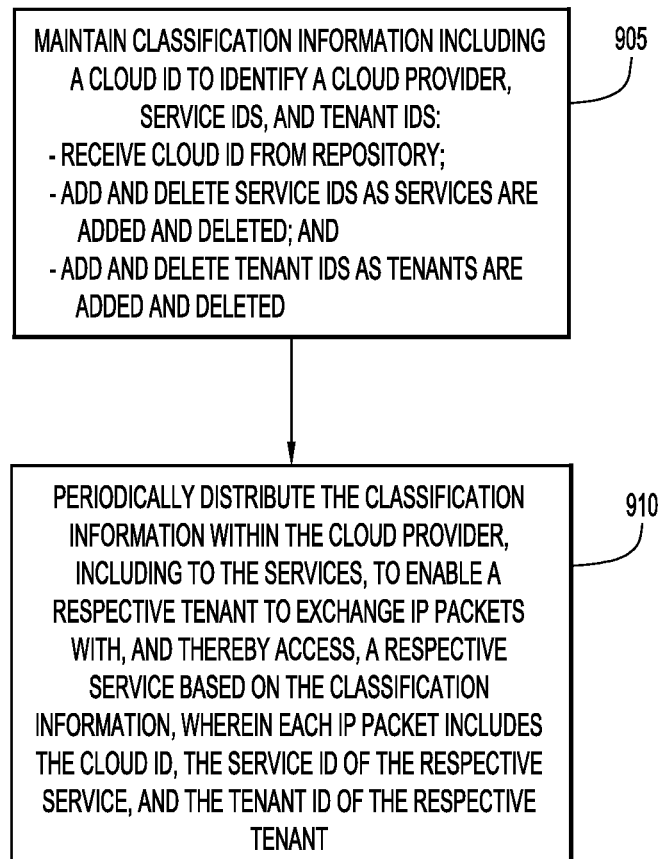 MAINTAIN CLASSIFICATION INFORMATION INCLUDING
A CLOUD ID TO IDENTIFY A CLOUD PROVIDER,
SERVICE IDS, AND TENANT IDS:
- RECEIVE CLOUD ID FROM REPOSITORY;
- ADD AND DELETE SERVICE IDS AS SERVICES ARE
ADDED AND DELETED; AND
- ADD AND DELETE TENANT IDS AS TENANTS ARE
ADDED AND DELETED
905
PERIODICALLY DISTRIBUTE THE CLASSIFICATION
INFORMATION WITHIN THE CLOUD PROVIDER,
INCLUDING TO THE SERVICES, TO ENABLE A
RESPECTIVE TENANT TO EXCHANGE IP PACKETS
WITH, AND THEREBY ACCESS, A RESPECTIVE
SERVICE BASED ON THE CLASSIFICATION
INFORMATION, WHEREIN EACH IP PACKET INCLUDES
THE CLOUD ID, THE SERVICE ID OF THE RESPECTIVE
SERVICE, AND THE TENANT ID OF THE RESPECTIVE
TENANT
910